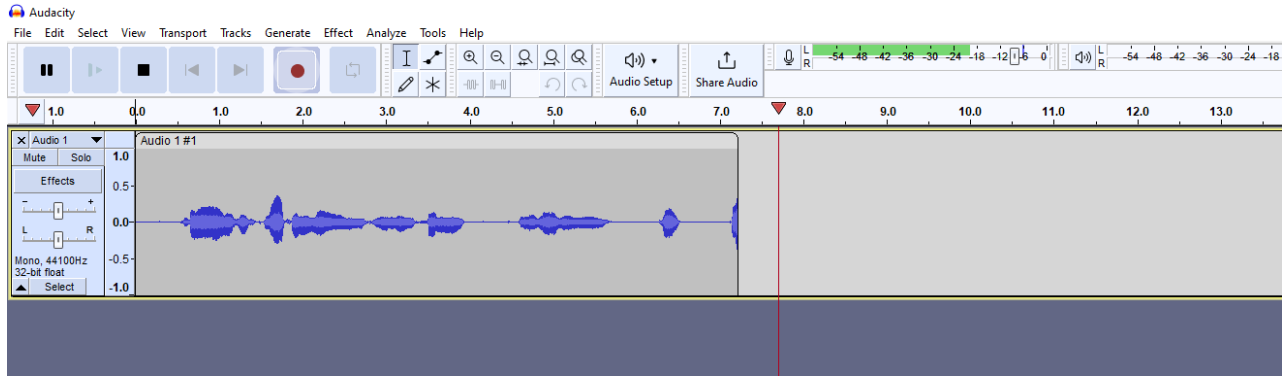 Audacity
File Edit Select View Transport Tracks Generate Effect Analyze Tools Help
Audio Setup
Share Audio
L
R
-54 -48 -42 -36 -30 -24 -18 -12 -6 0
L
R
-54 -48 -42 -36 -30 -24 -18
1.0 0.0 1.0 2.0 3.0 4.0 5.0 6.0 7.0 8.0 9.0 10.0 11.0 12.0 13.0
Audio 1
Audio 1 #1
Mute Solo
Effects
- +
L R
Mono, 44100Hz
32-bit float
Select
1.0
0.5
0.0
-0.5
-1.0